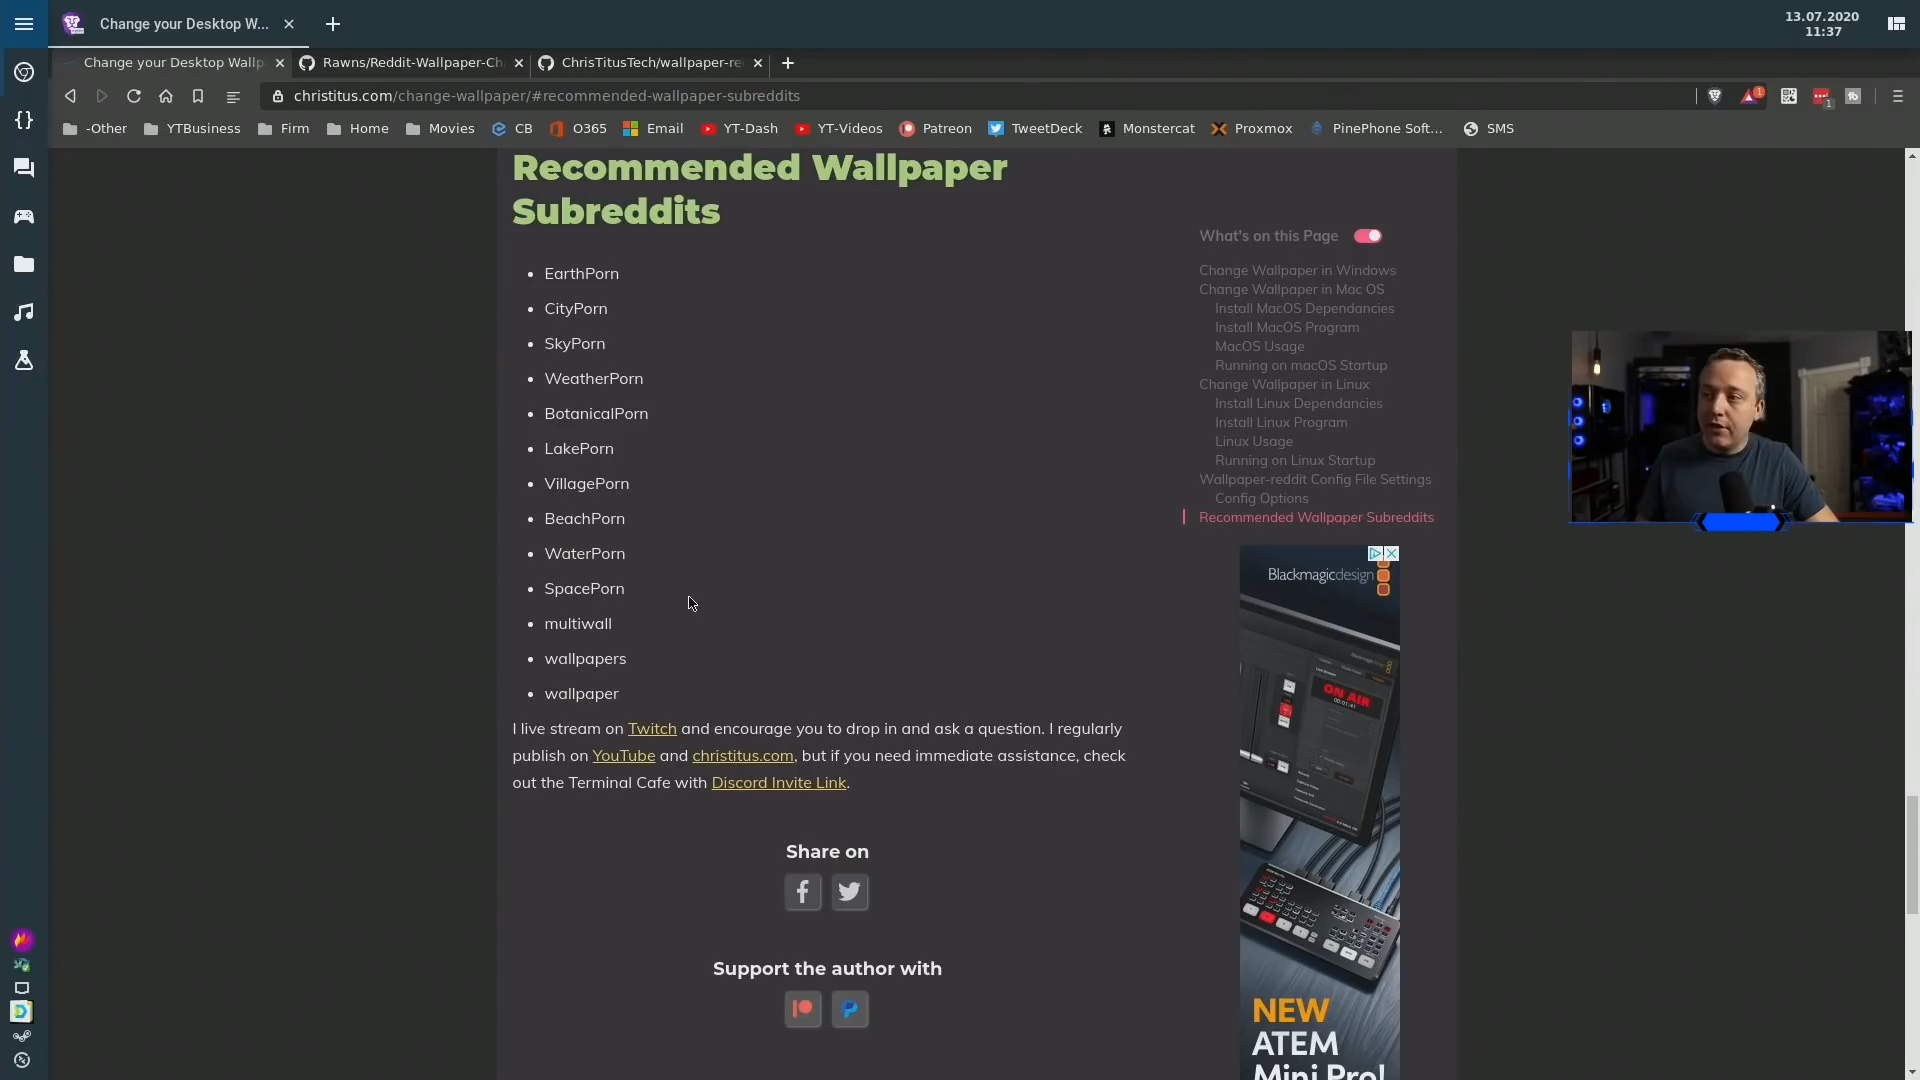 Change your Desktop W...
13.07.2020
11:37
Change your Desktop Wallp
Rawns/Reddit-Wallpaper-Ch
ChrisTitusTech/wallpaper-re
christitus.com/change-wallpaper/#recommended-wallpaper-subreddits
1
1
-Other
YTBusiness
Firm
Home
Movies
CB
O365
Email
YT-Dash
YT-Videos
Patreon
TweetDeck
Monstercat
Proxmox
PinePhone Soft...
SMS
Recommended Wallpaper
Subreddits
• EarthPorn
• CityPorn
• SkyPorn
• WeatherPorn
• BotanicalPorn
• LakePorn
• VillagePorn
• BeachPorn
• WaterPorn
• SpacePorn
• multiwall
• wallpapers
• wallpaper
I live stream on Twitch and encourage you to drop in and ask a question. I regularly
publish on YouTube and christitus.com, but if you need immediate assistance, check
out the Terminal Cafe with Discord Invite Link.
Share on
Support the author with
What's on this Page
Change Wallpaper in Windows
Change Wallpaper in Mac OS
Install MacOS Dependancies
Install MacOS Program
MacOS Usage
Running on macOS Startup
Change Wallpaper in Linux
Install Linux Dependancies
Install Linux Program
Linux Usage
Running on Linux Startup
Wallpaper-reddit Config File Settings
Config Options
Recommended Wallpaper Subreddits
Blackmagicdesign
ON AIR
NEW
ATEM
Mini Pro!